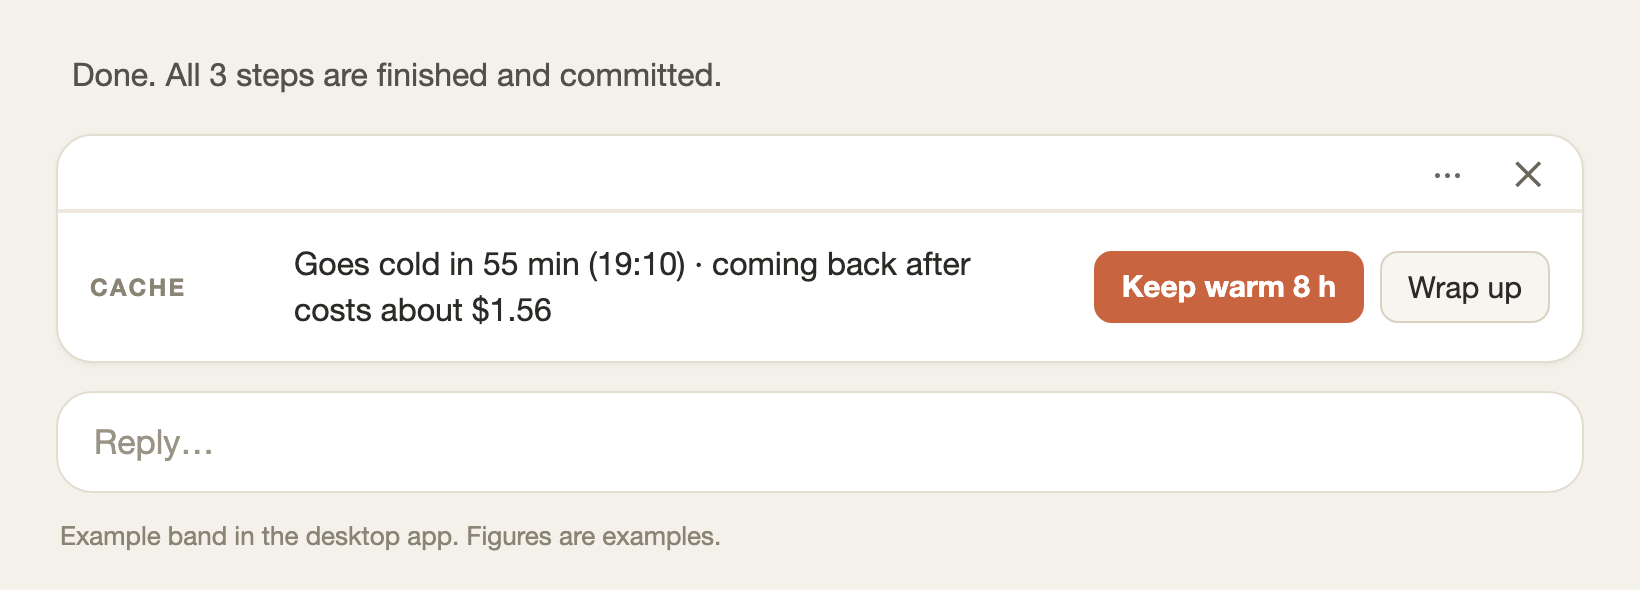 Done. All 3 steps are finished and committed.
CACHE
Goes cold in 55 min (19:10) · coming back after
costs about $1.56
Keep warm 8 h
Wrap up
Reply…
Example band in the desktop app. Figures are examples.